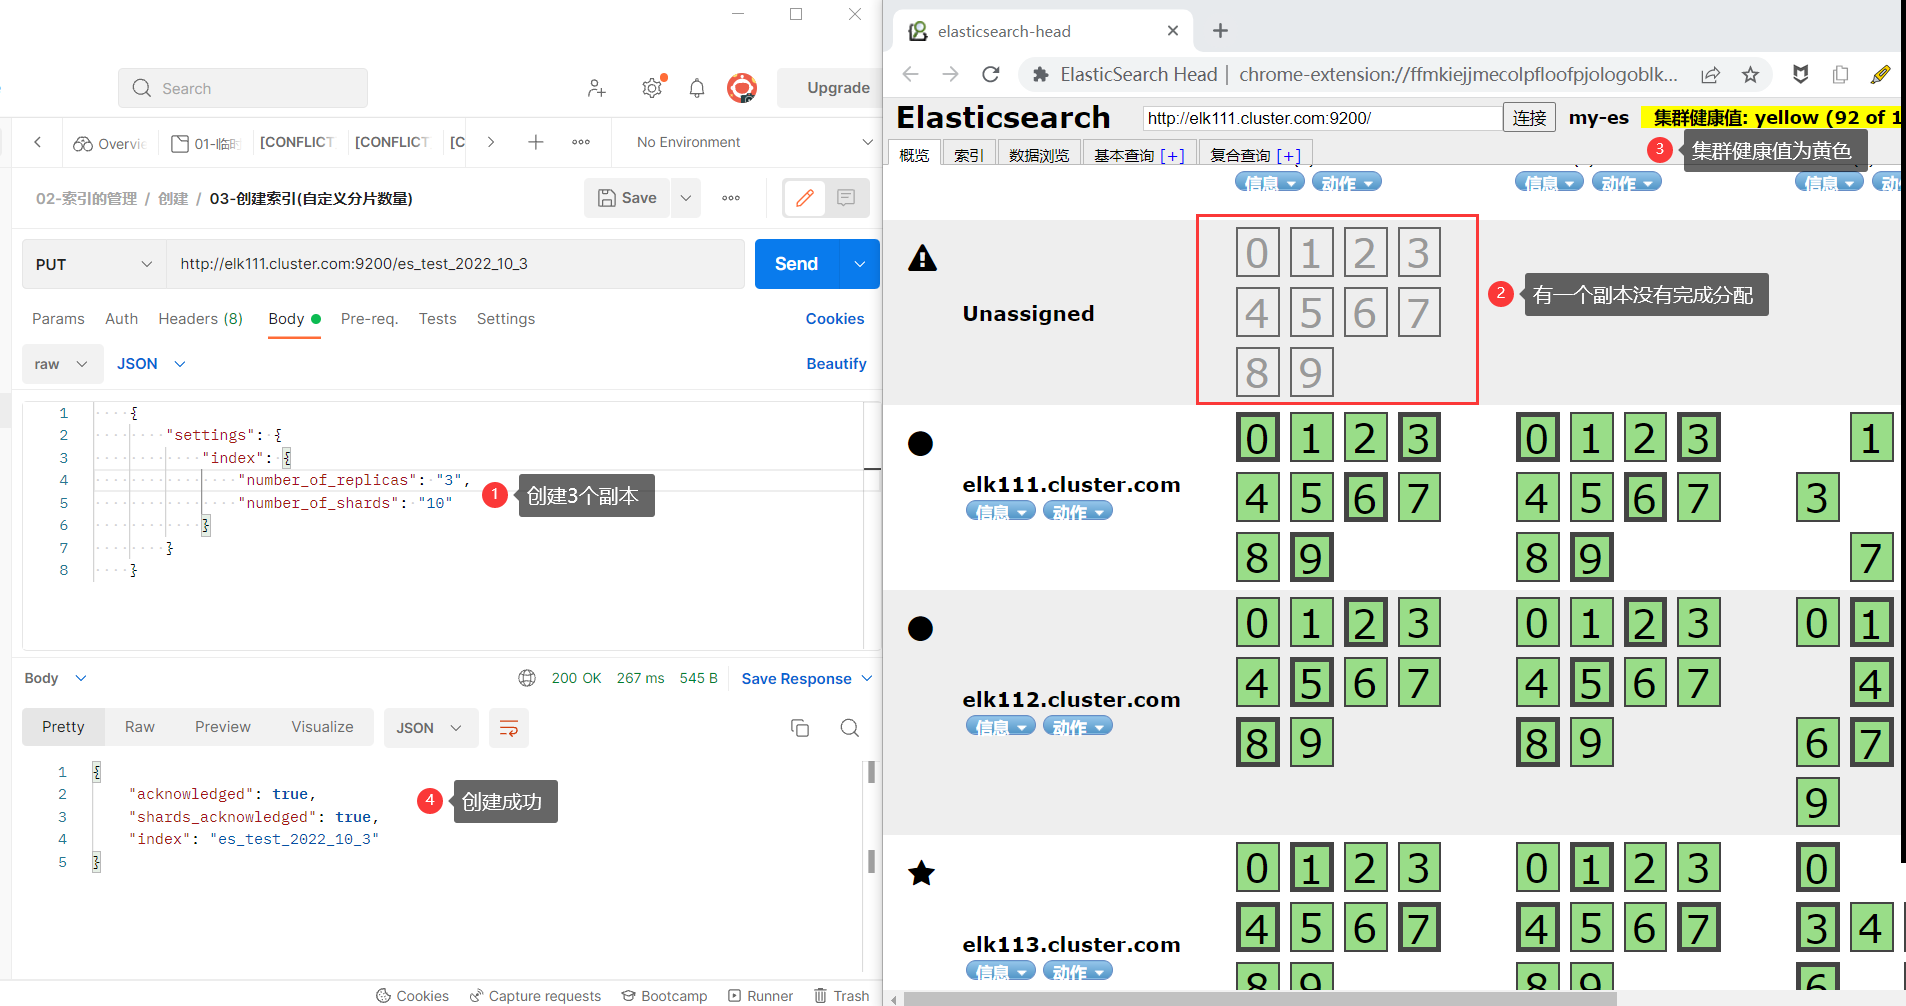 Search
Upgrade
Overvie
01-临时
[CONFLICT
[CONFLICT
[C
No Environment
02-索引的管理 / 创建 / 03-创建索引(自定义分片数量)
Save
PUT
http://elk111.cluster.com:9200/es_test_2022_10_3
Send
Params
Auth
Headers (8)
Body
Pre-req.
Tests
Settings
Cookies
raw
JSON
Beautify
1 {
2 "settings": {
3 "index": {
4 "number_of_replicas": "3",
5 "number_of_shards": "10"
6 }
7 }
8 }
1 创建3个副本
Body
200 OK 267 ms 545 B
Save Response
Pretty
Raw
Preview
Visualize
JSON
1 {
2 "acknowledged": true,
3 "shards_acknowledged": true,
4 "index": "es_test_2022_10_3"
5 }
4 创建成功
Cookies
Capture requests
Bootcamp
Runner
Trash
elasticsearch-head
ElasticSearch Head | chrome-extension://ffmkiejjmecolpfloofpjologoblk...
Elasticsearch
http://elk111.cluster.com:9200/
连接
my-es
集群健康值: yellow (92 of 1
概览
索引
数据浏览
基本查询 [+]
复合查询 [+]
3 集群健康值为黄色
信息 动作 信息 动作 信息
Unassigned
0 1 2 3
4 5 6 7
8 9
2 有一个副本没有完成分配
elk111.cluster.com
信息 动作
0 1 2 3 0 1 2 3 1
4 5 6 7 4 5 6 7 3
8 9 8 9 7
elk112.cluster.com
信息 动作
0 1 2 3 0 1 2 3 0 1
4 5 6 7 4 5 6 7 4
8 9 8 9 6 7
9
elk113.cluster.com
信息 动作
0 1 2 3 0 1 2 3 0
4 5 6 7 4 5 6 7 3 4
8 9 8 9 6